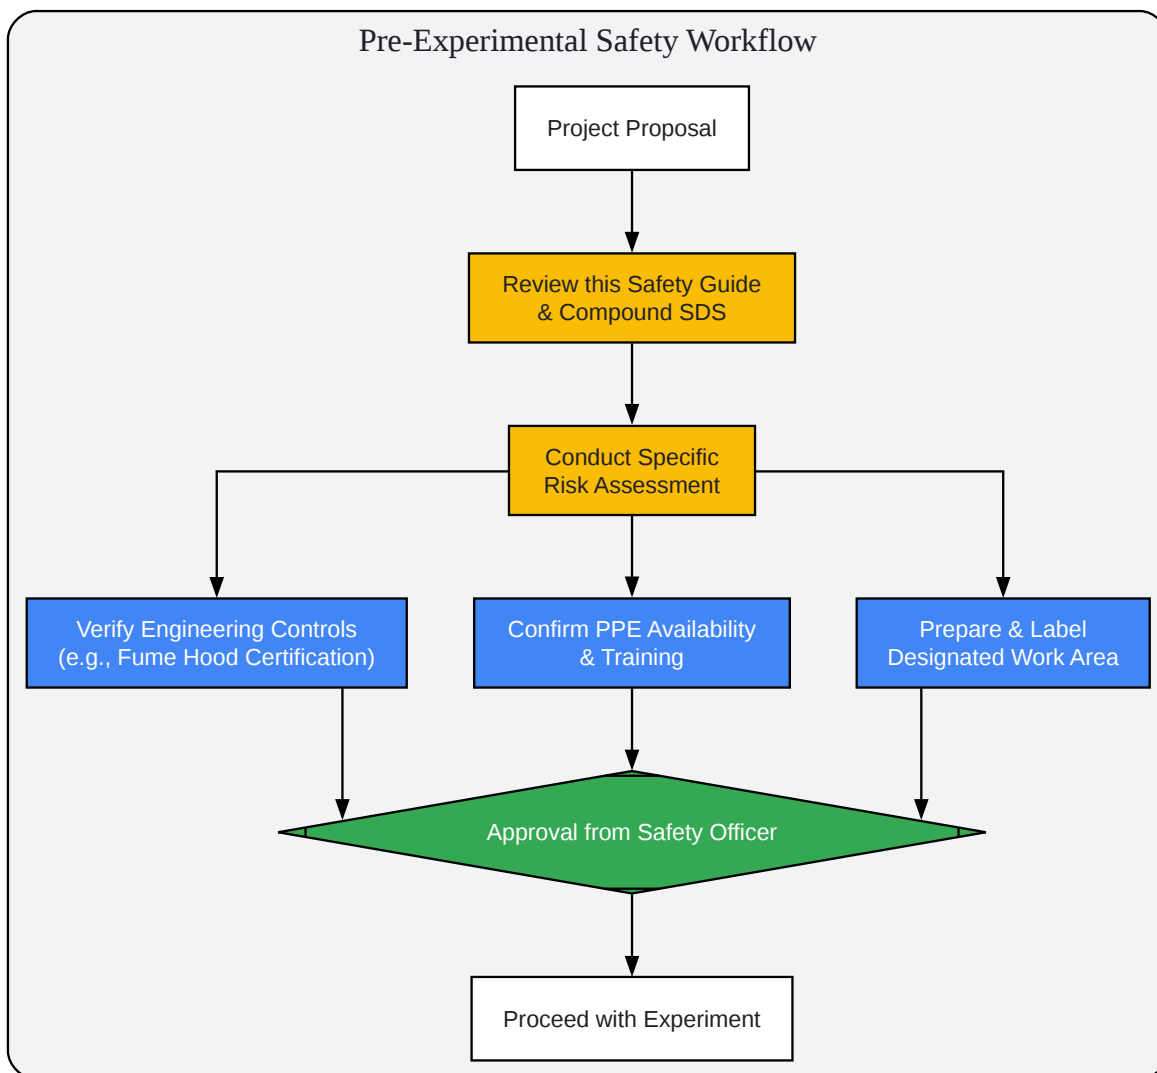 Pre-Experimental Safety Workflow
Project Proposal
Review this Safety Guide
& Compound SDS
Conduct Specific
Risk Assessment
Verify Engineering Controls
(e.g., Fume Hood Certification)
Confirm PPE Availability
& Training
Prepare & Label
Designated Work Area
Approval from Safety Officer
Proceed with Experiment